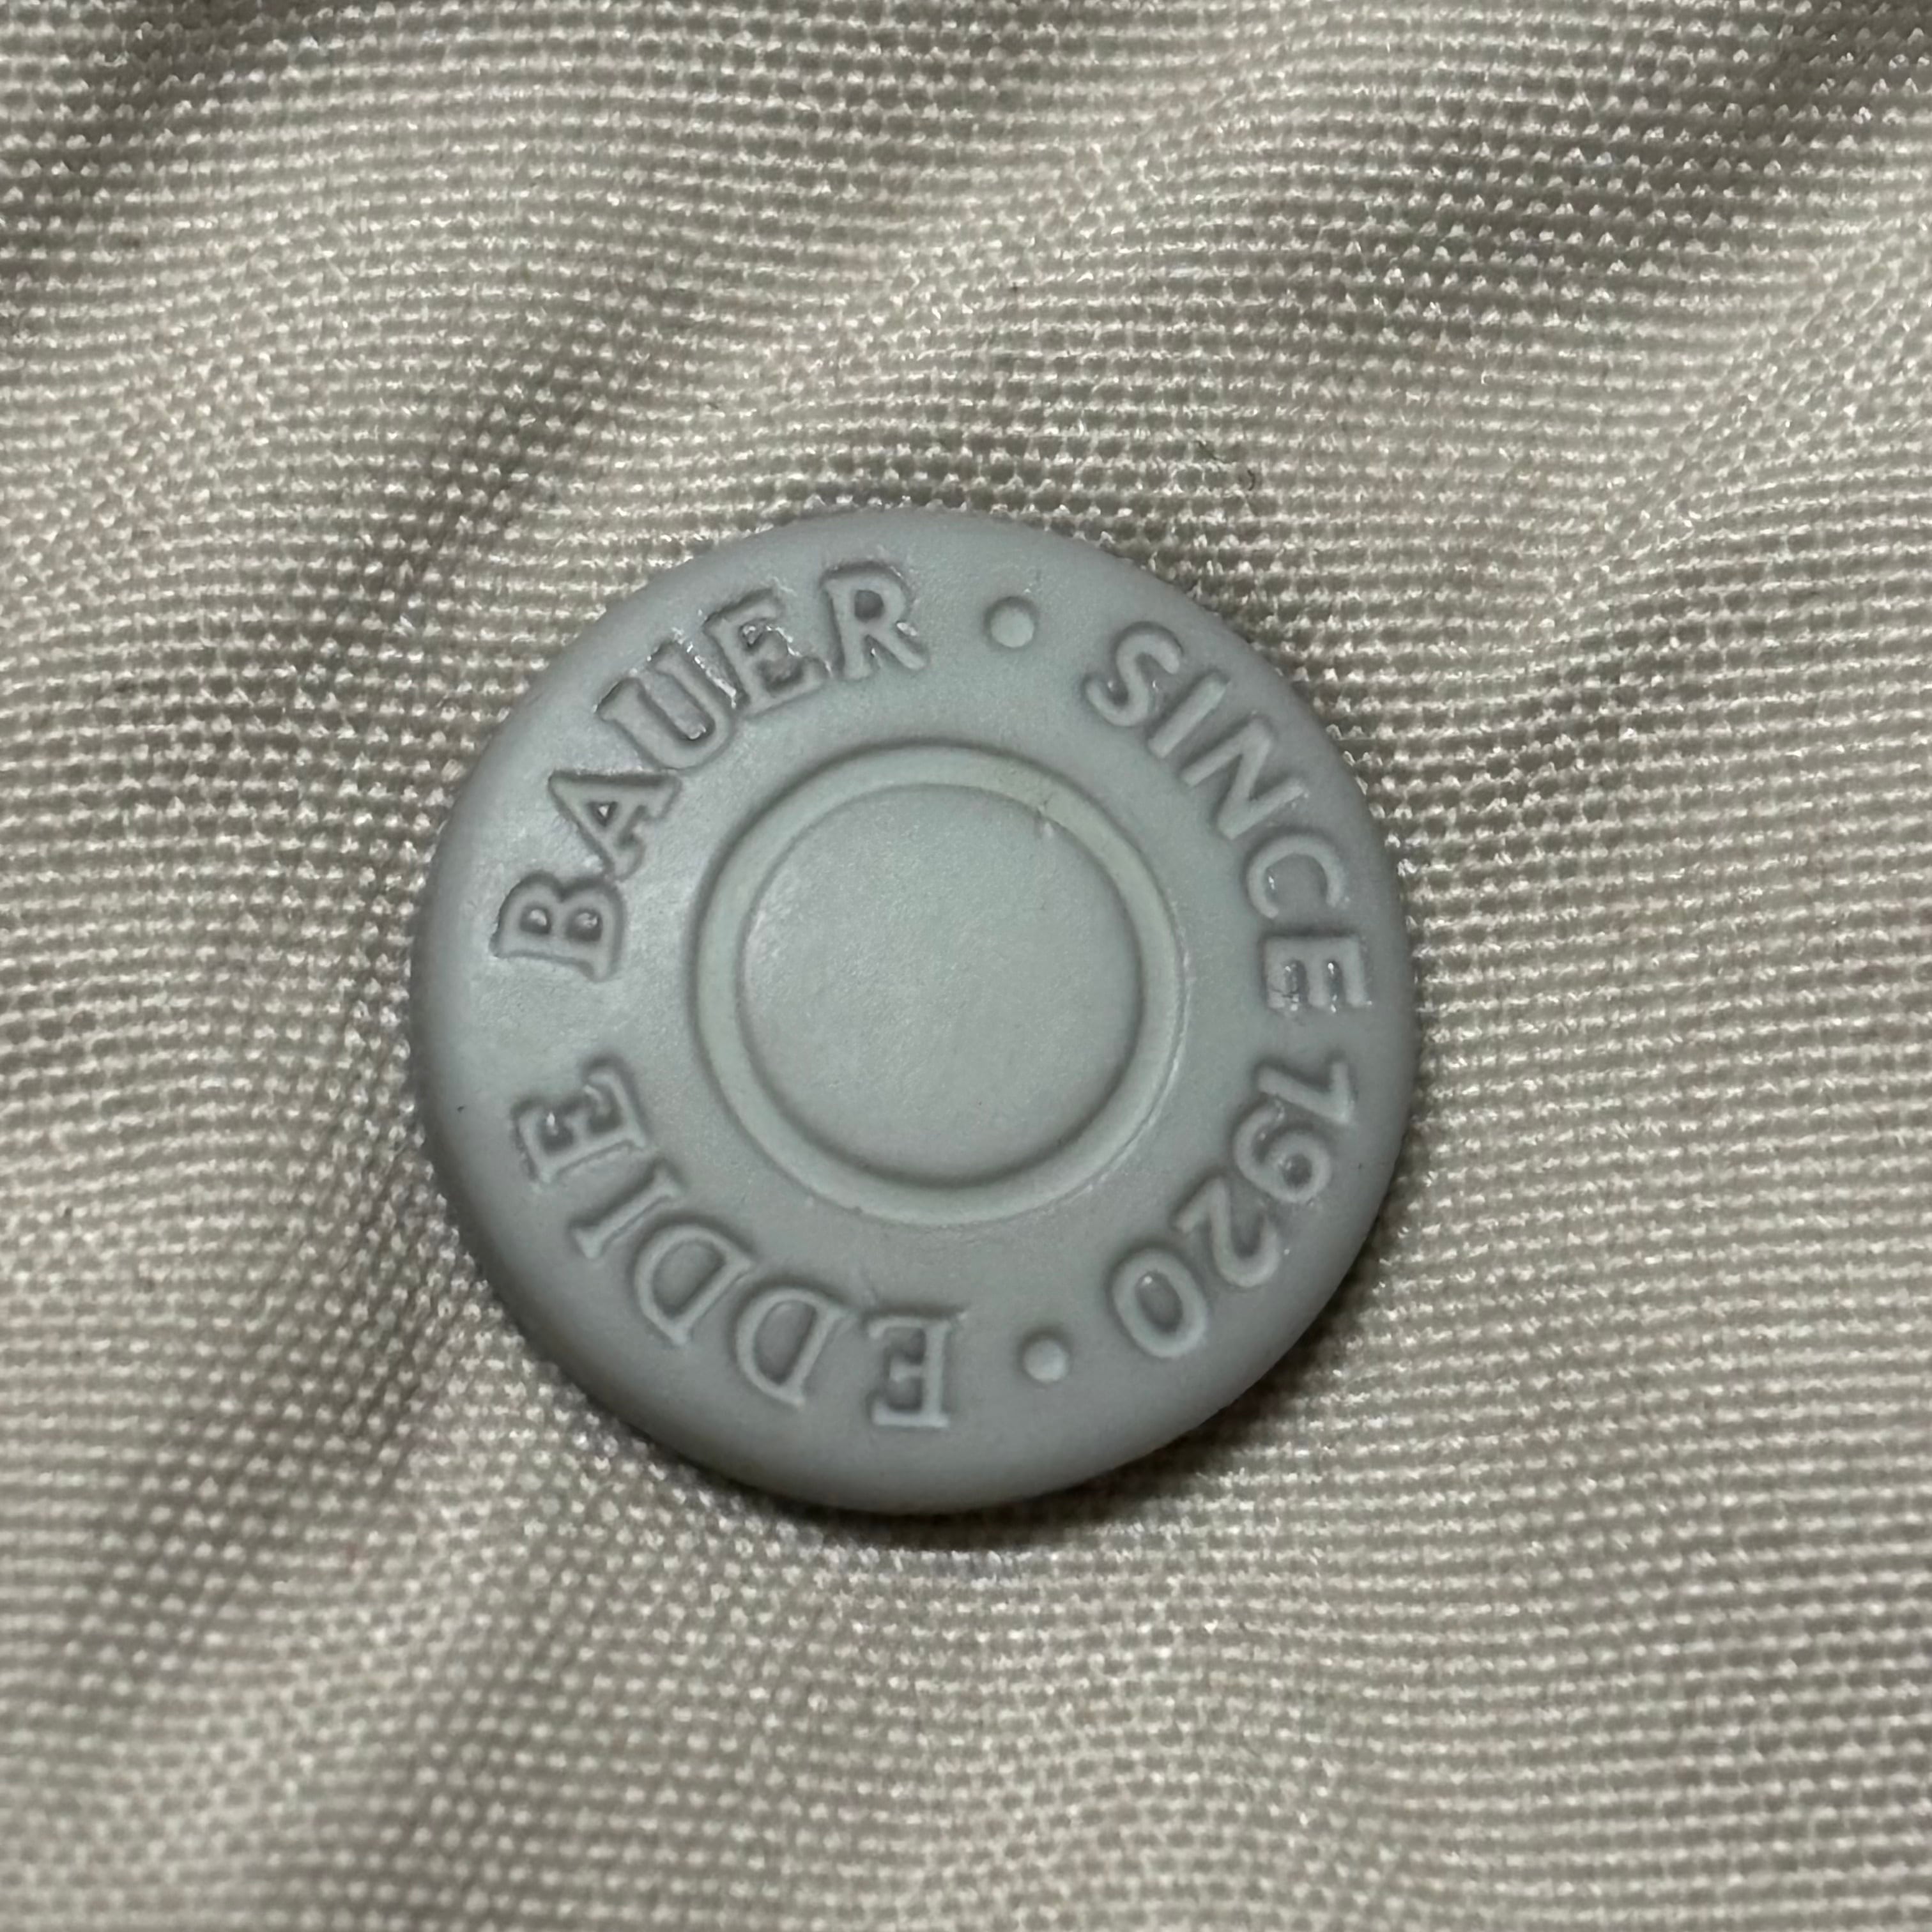 EDDIE BAUER • SINCE 1920 •